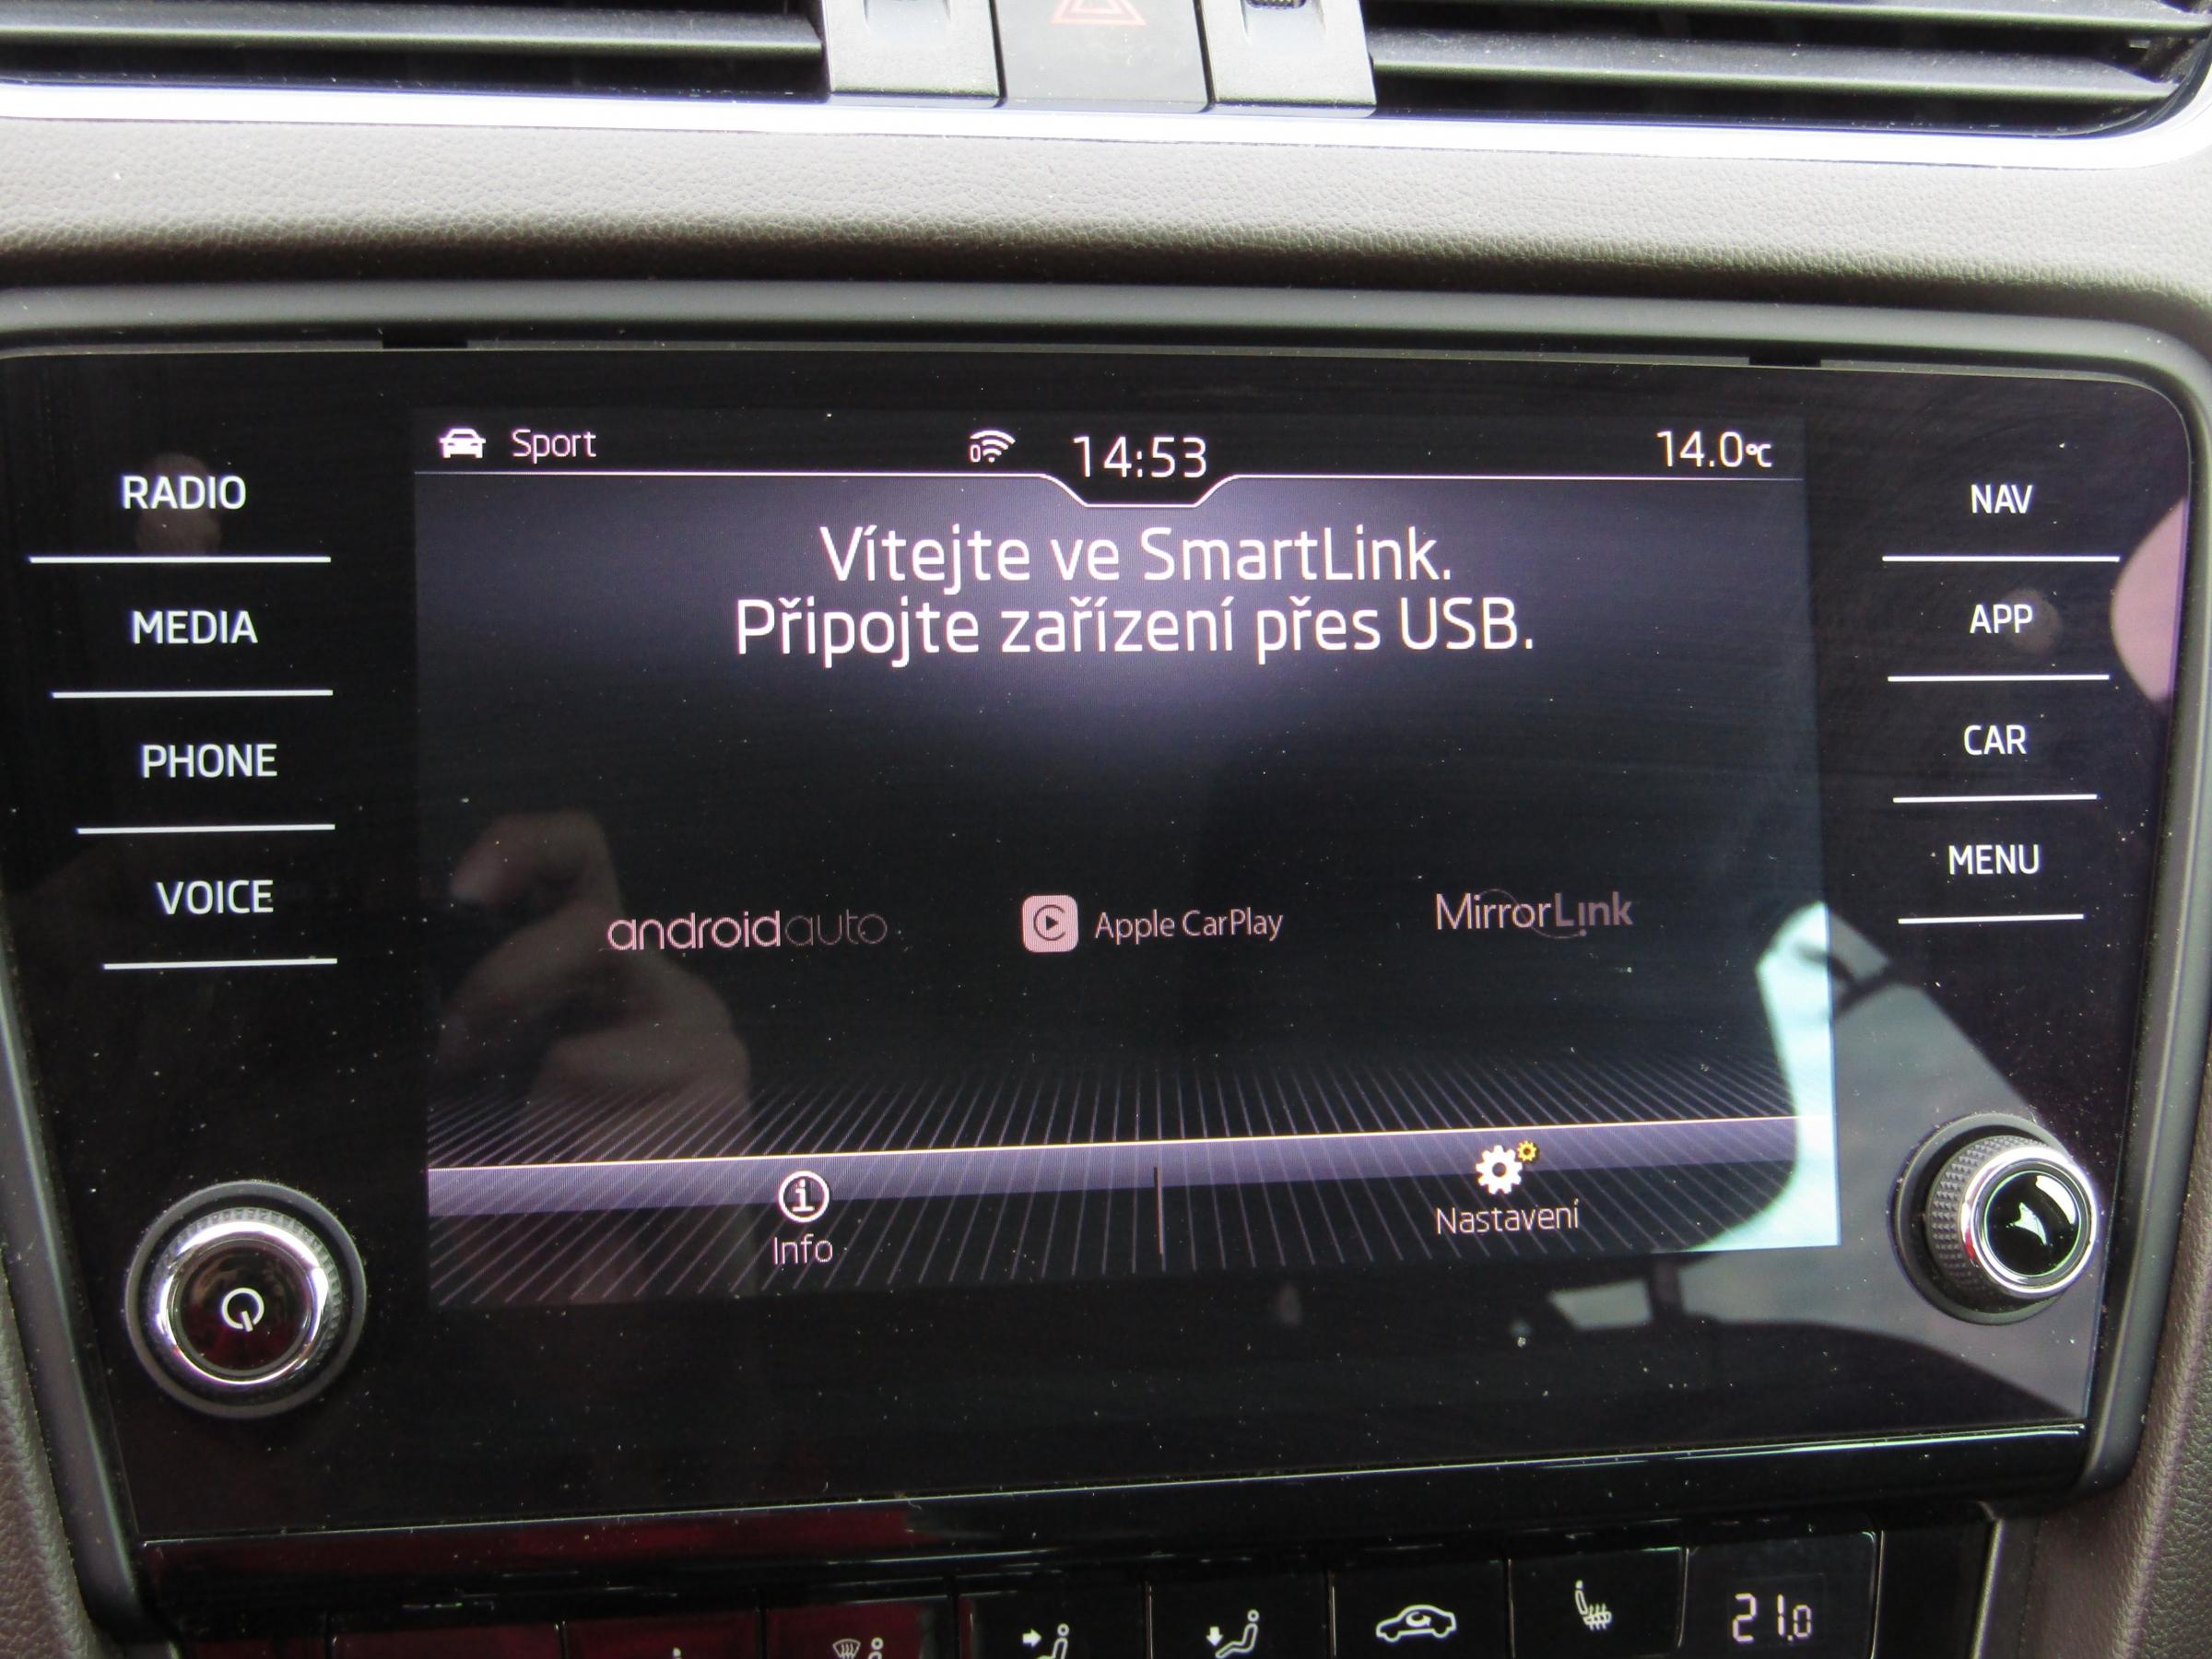 Sport
14:53
14.0°C
RADIO
MEDIA
PHONE
VOICE
NAV
APP
CAR
MENU
Vítejte ve SmartLink.
Připojte zařízení přes USB.
androidauto
Apple CarPlay
MirrorLink
Info
Nastavení
21.0